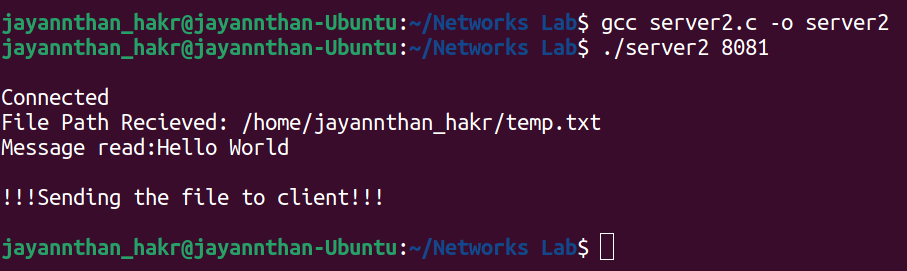 jayannthan_hakr@jayannthan-Ubuntu:~/Networks Lab$ gcc server2.c -o server2
jayannthan_hakr@jayannthan-Ubuntu:~/Networks Lab$ ./server2 8081
Connected
File Path Recieved: /home/jayannthan_hakr/temp.txt
Message read:Hello World
!!!Sending the file to client!!!
jayannthan_hakr@jayannthan-Ubuntu:~/Networks Lab$